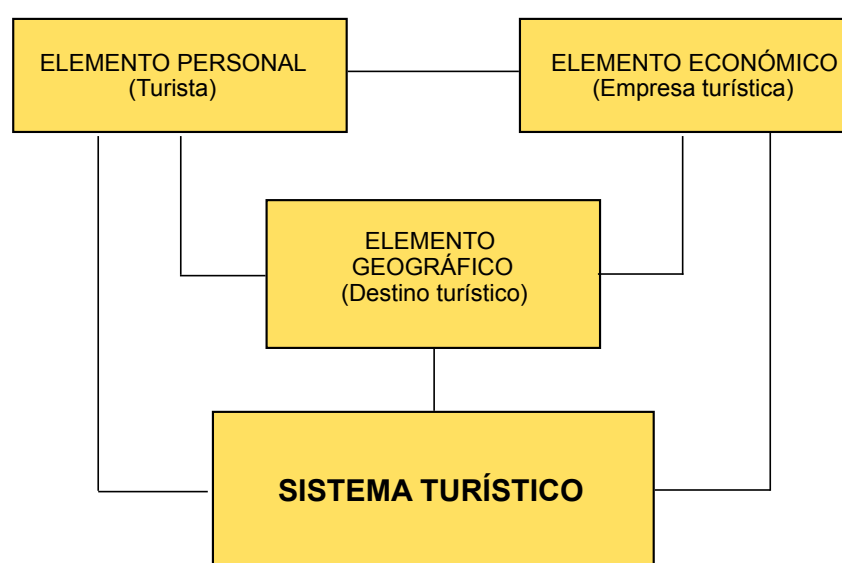 ELEMENTO PERSONAL
(Turista)
ELEMENTO ECONÓMICO
(Empresa turística)
ELEMENTO
GEOGRÁFICO
(Destino turístico)
SISTEMA TURÍSTICO